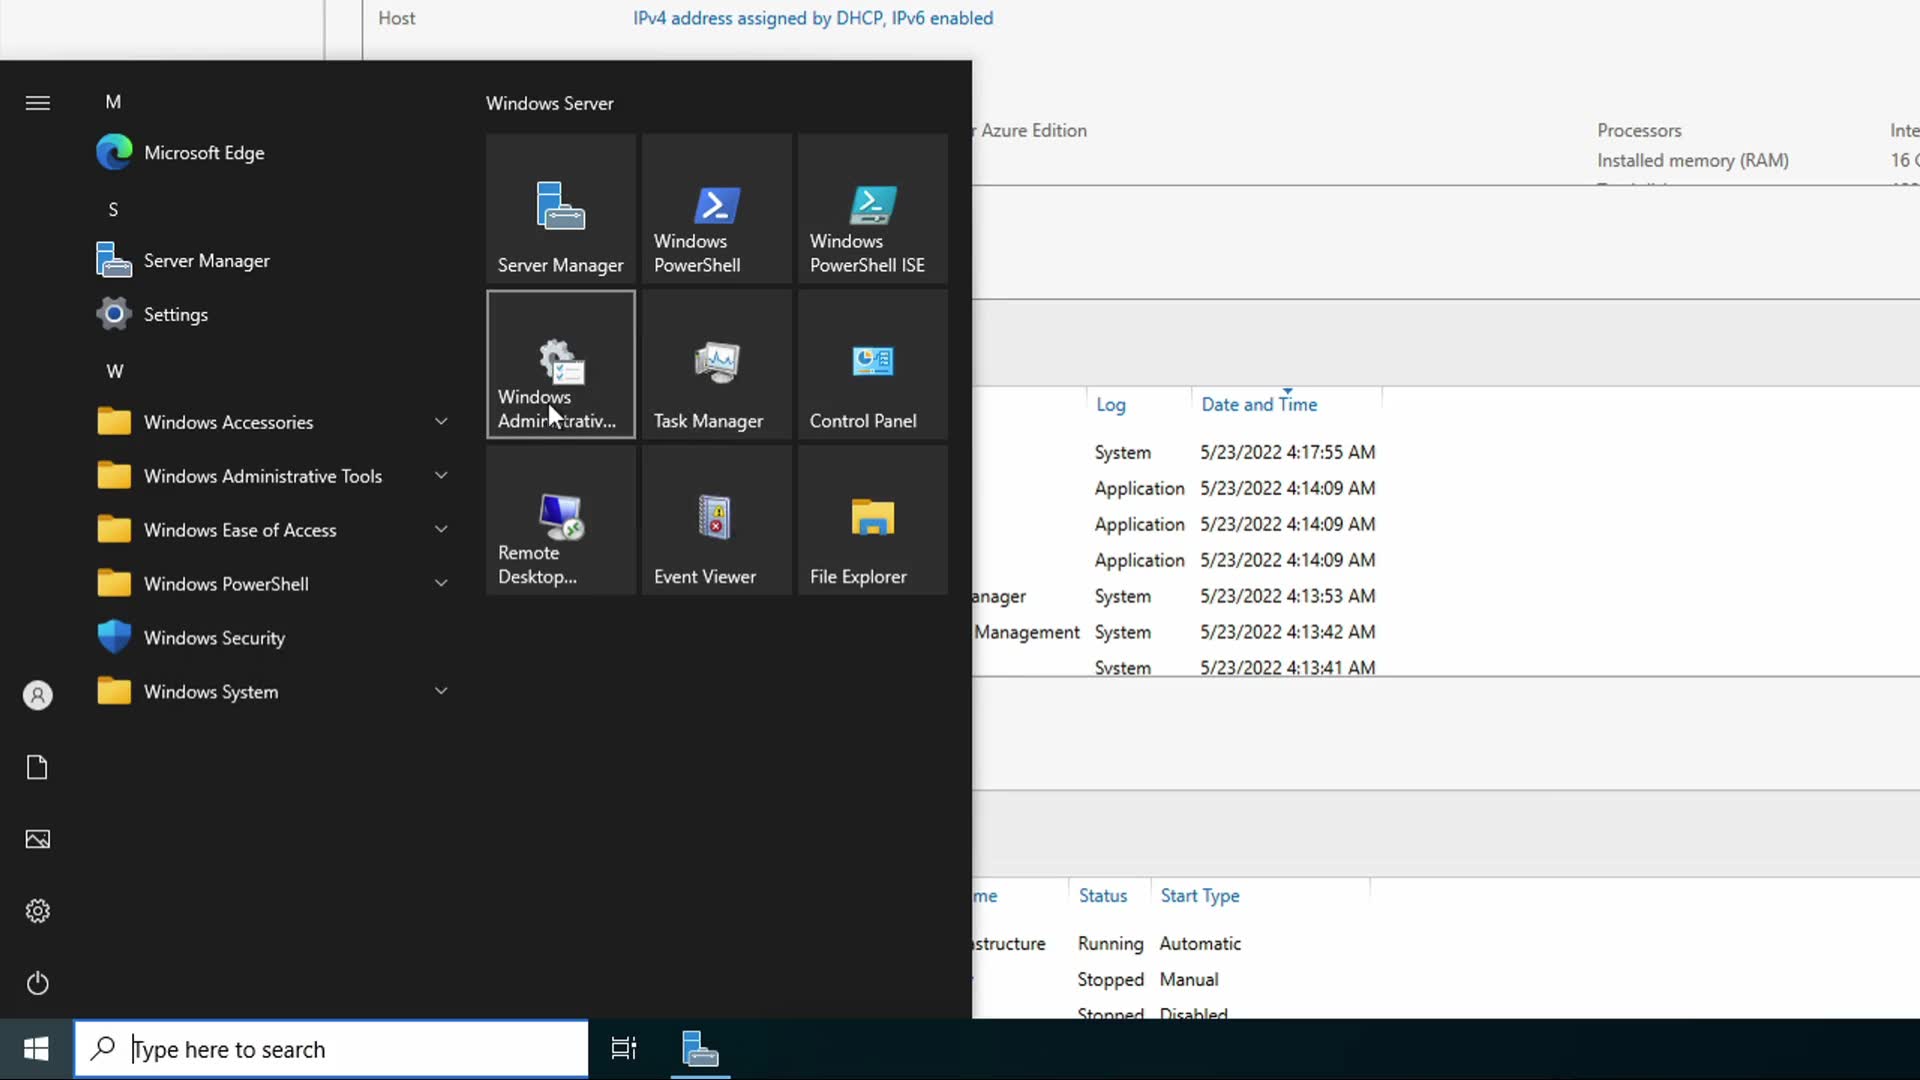 Host IPv4 address assigned by DHCP, IPv6 enabled
M
Microsoft Edge
S
Server Manager
Settings
W
Windows Accessories
Windows Administrative Tools
Windows Ease of Access
Windows PowerShell
Windows Security
Windows System
Windows Server
Server Manager
Windows
PowerShell
Windows
PowerShell ISE
Windows
Administrativ...
Task Manager
Control Panel
Remote
Desktop...
Event Viewer
File Explorer
Azure Edition
Processors
Installed memory (RAM)
16
Log Date and Time
System 5/23/2022 4:17:55 AM
Application 5/23/2022 4:14:09 AM
Application 5/23/2022 4:14:09 AM
Application 5/23/2022 4:14:09 AM
anager System 5/23/2022 4:13:53 AM
Management System 5/23/2022 4:13:42 AM
System 5/23/2022 4:13:41 AM
me Status Start Type
astructure Running Automatic
Stopped Manual
Stopped Disabled
Type here to search